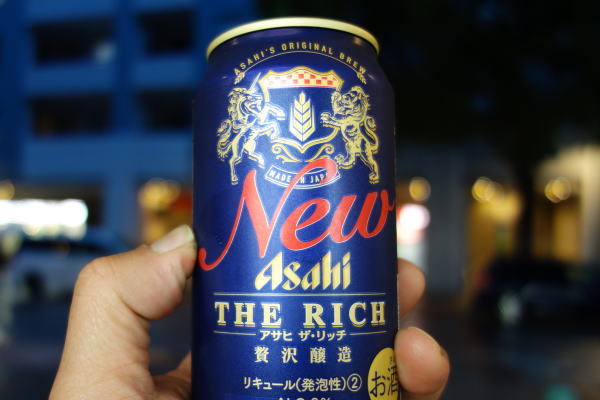 ASAHI'S ORIGINAL BREW
MADE IN JAPAN
New
Asahi
THE RICH
アサヒ ザ・リッチ
贅沢醸造
リキュール(発泡性)②
お酒